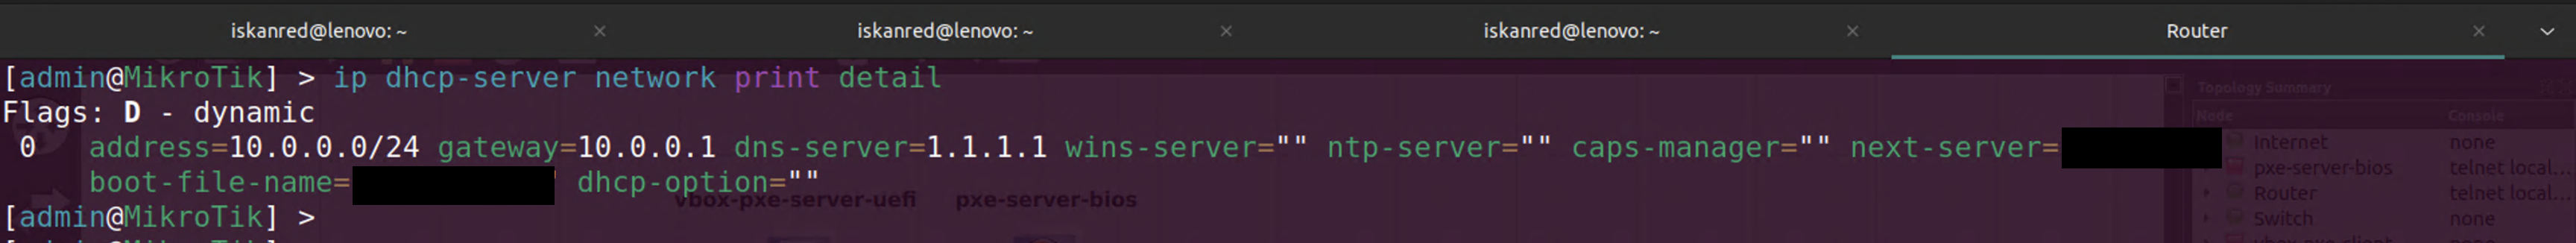 iskanred@lenovo: ~ × iskanred@lenovo: ~ × iskanred@lenovo: ~ × Router ×
[admin@MikroTik] > ip dhcp-server network print detail
Topology Summary
Flags: D - dynamic
Node Console
0 address=10.0.0.0/24 gateway=10.0.0.1 dns-server=1.1.1.1 wins-server="" ntp-server="" caps-manager="" next-server=
Internet none
pxe-server-bios telnet local...
boot-file-name= dhcp-option=""
vbox-pxe-server-uefi pxe-server-bios
Router telnet local...
[admin@MikroTik] >
Switch none